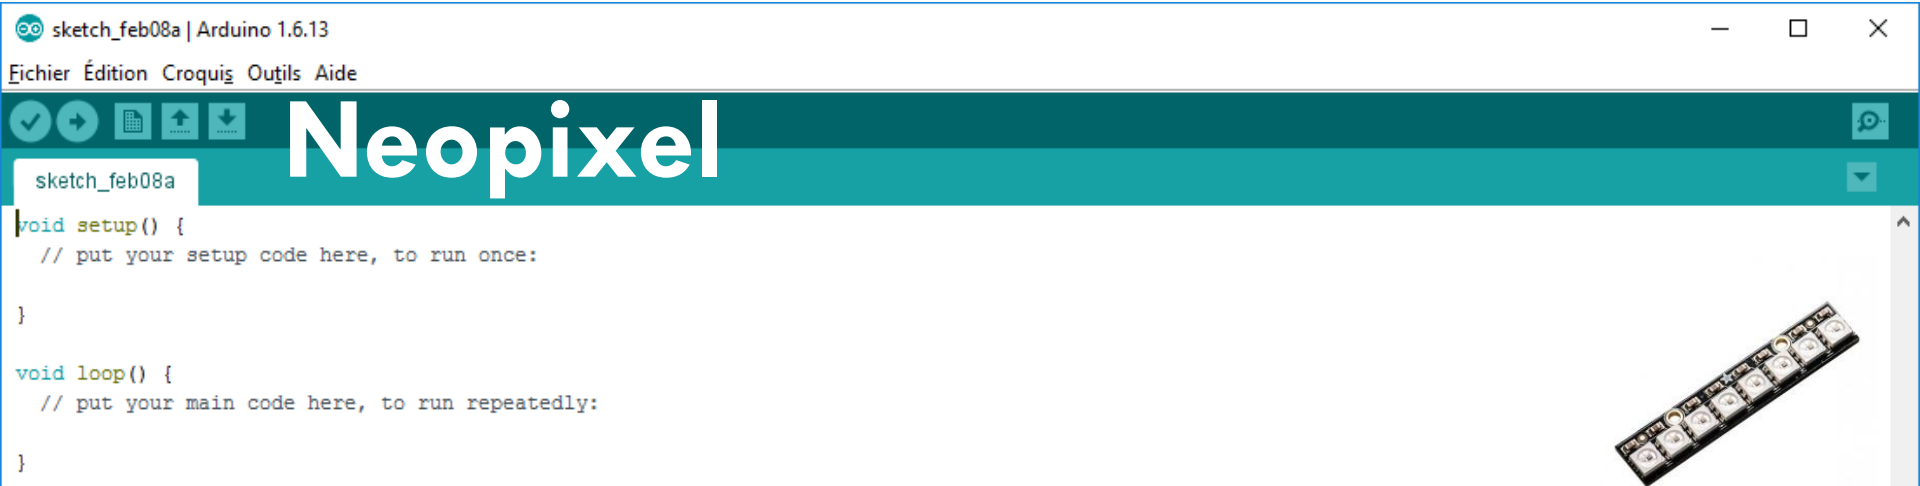 sketch_feb08a | Arduino 1.6.13
Fichier Édition Croquis Outils Aide
Neopixel
sketch_feb08a
void setup() {
  // put your setup code here, to run once:
}
void loop() {
  // put your main code here, to run repeatedly:
}